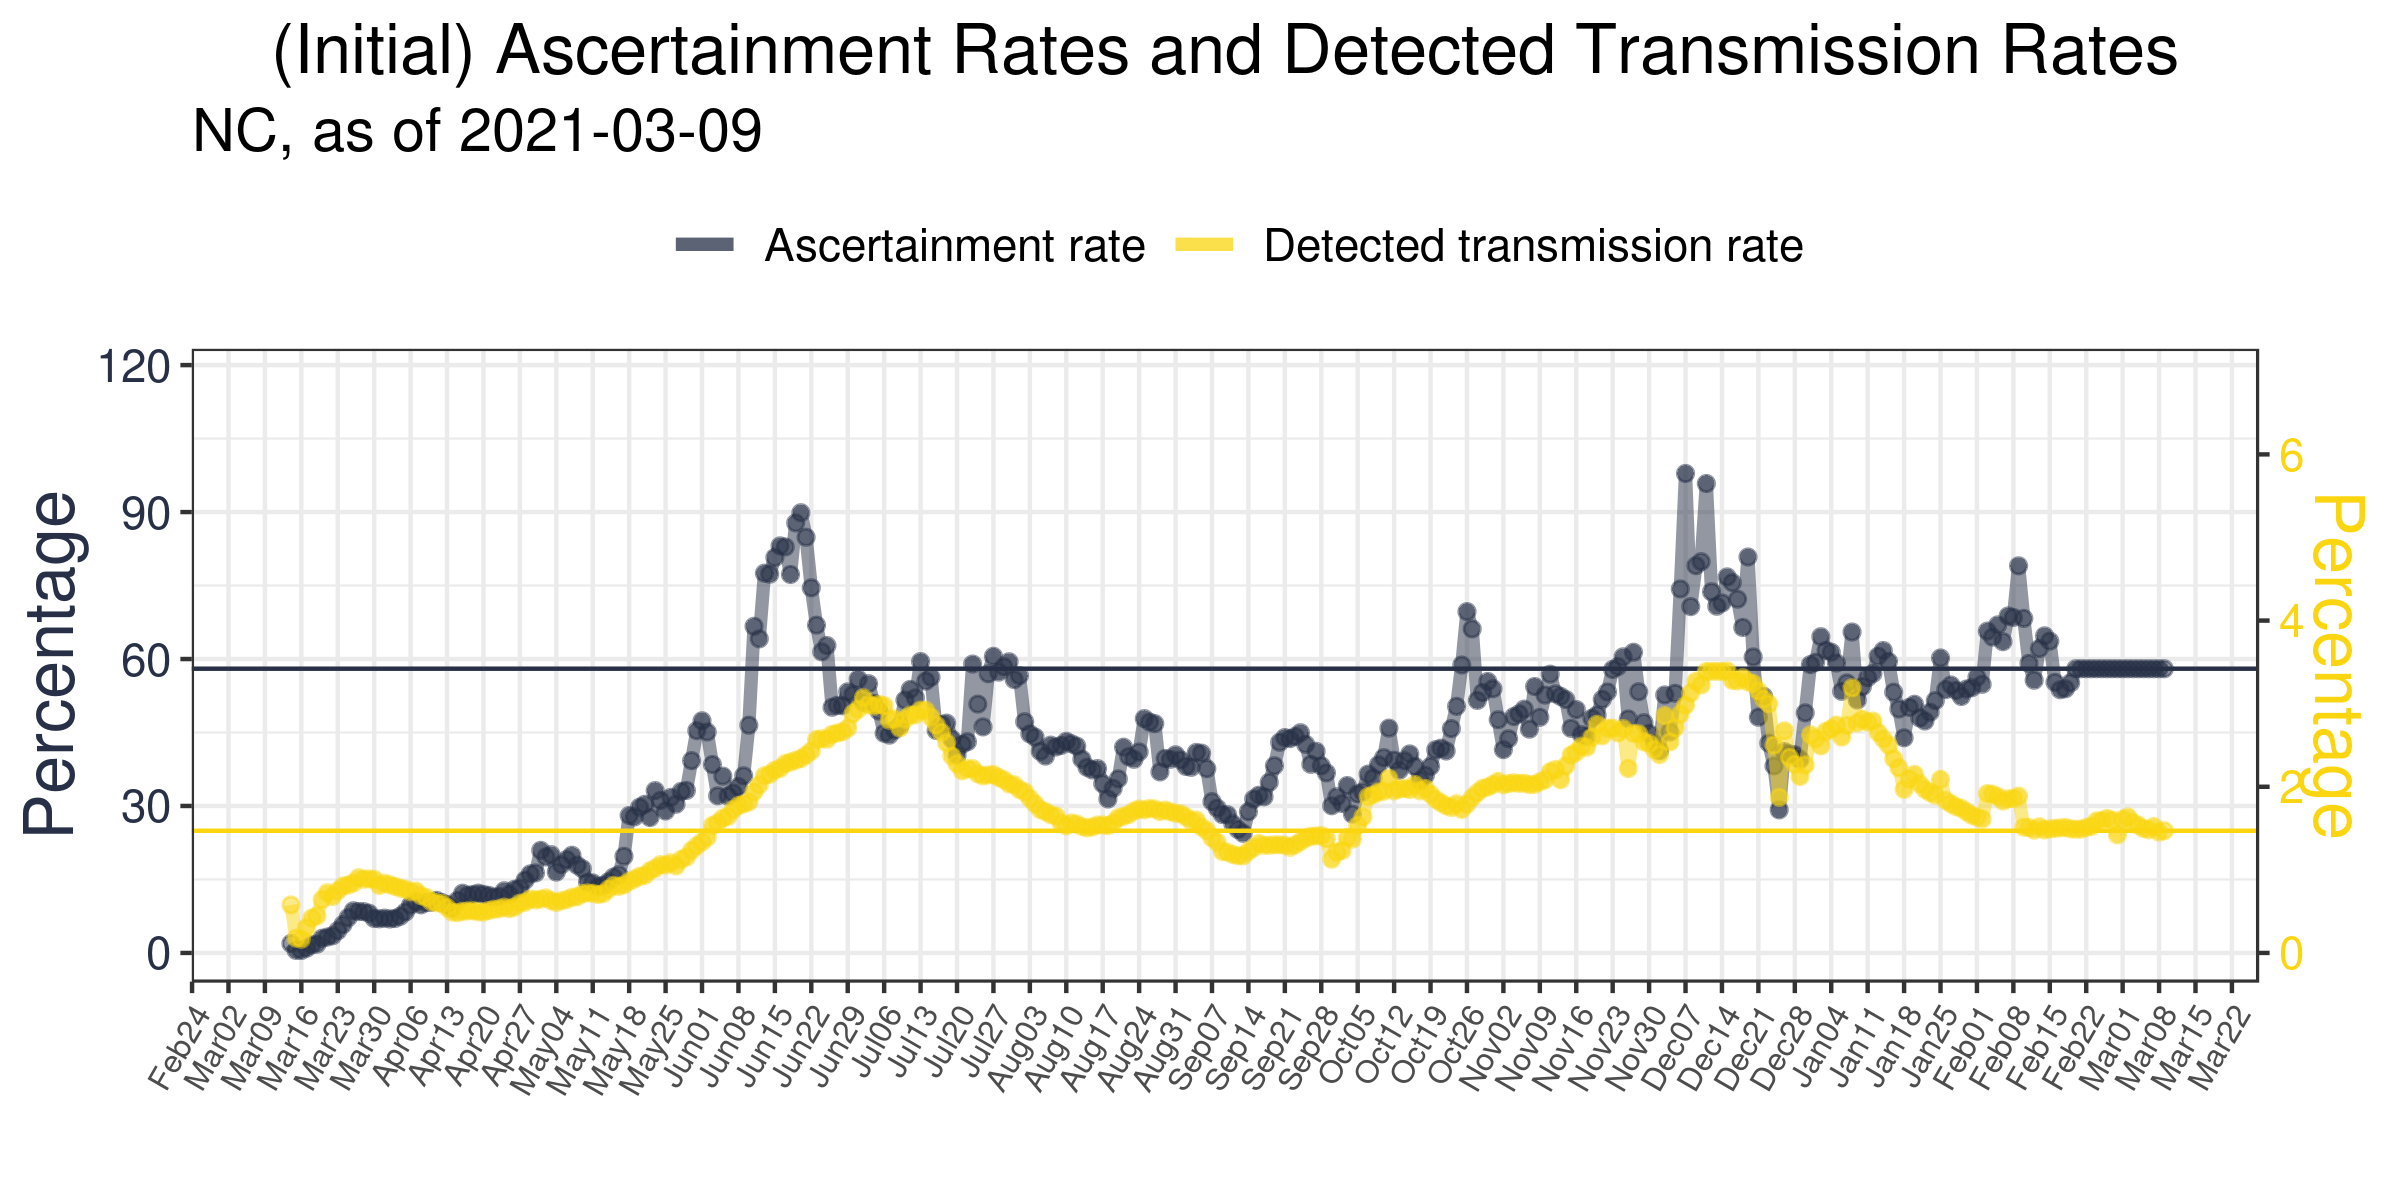 (Initial) Ascertainment Rates and Detected Transmission Rates
NC, as of 2021-03-09
Ascertainment rate Detected transmission rate
120
90
60
30
0
Percentage
6
4
2
0
Percentage
Feb24 Mar02 Mar09 Mar16 Mar23 Mar30 Apr06 Apr13 Apr20 Apr27 May04 May11 May18 May25 Jun01 Jun08 Jun15 Jun22 Jun29 Jul06 Jul13 Jul20 Jul27 Aug03 Aug10 Aug17 Aug24 Aug31 Sep07 Sep14 Sep21 Sep28 Oct05 Oct12 Oct19 Oct26 Nov02 Nov09 Nov16 Nov23 Nov30 Dec07 Dec14 Dec21 Dec28 Jan04 Jan11 Jan18 Jan25 Feb01 Feb08 Feb15 Feb22 Mar01 Mar08 Mar15 Mar22